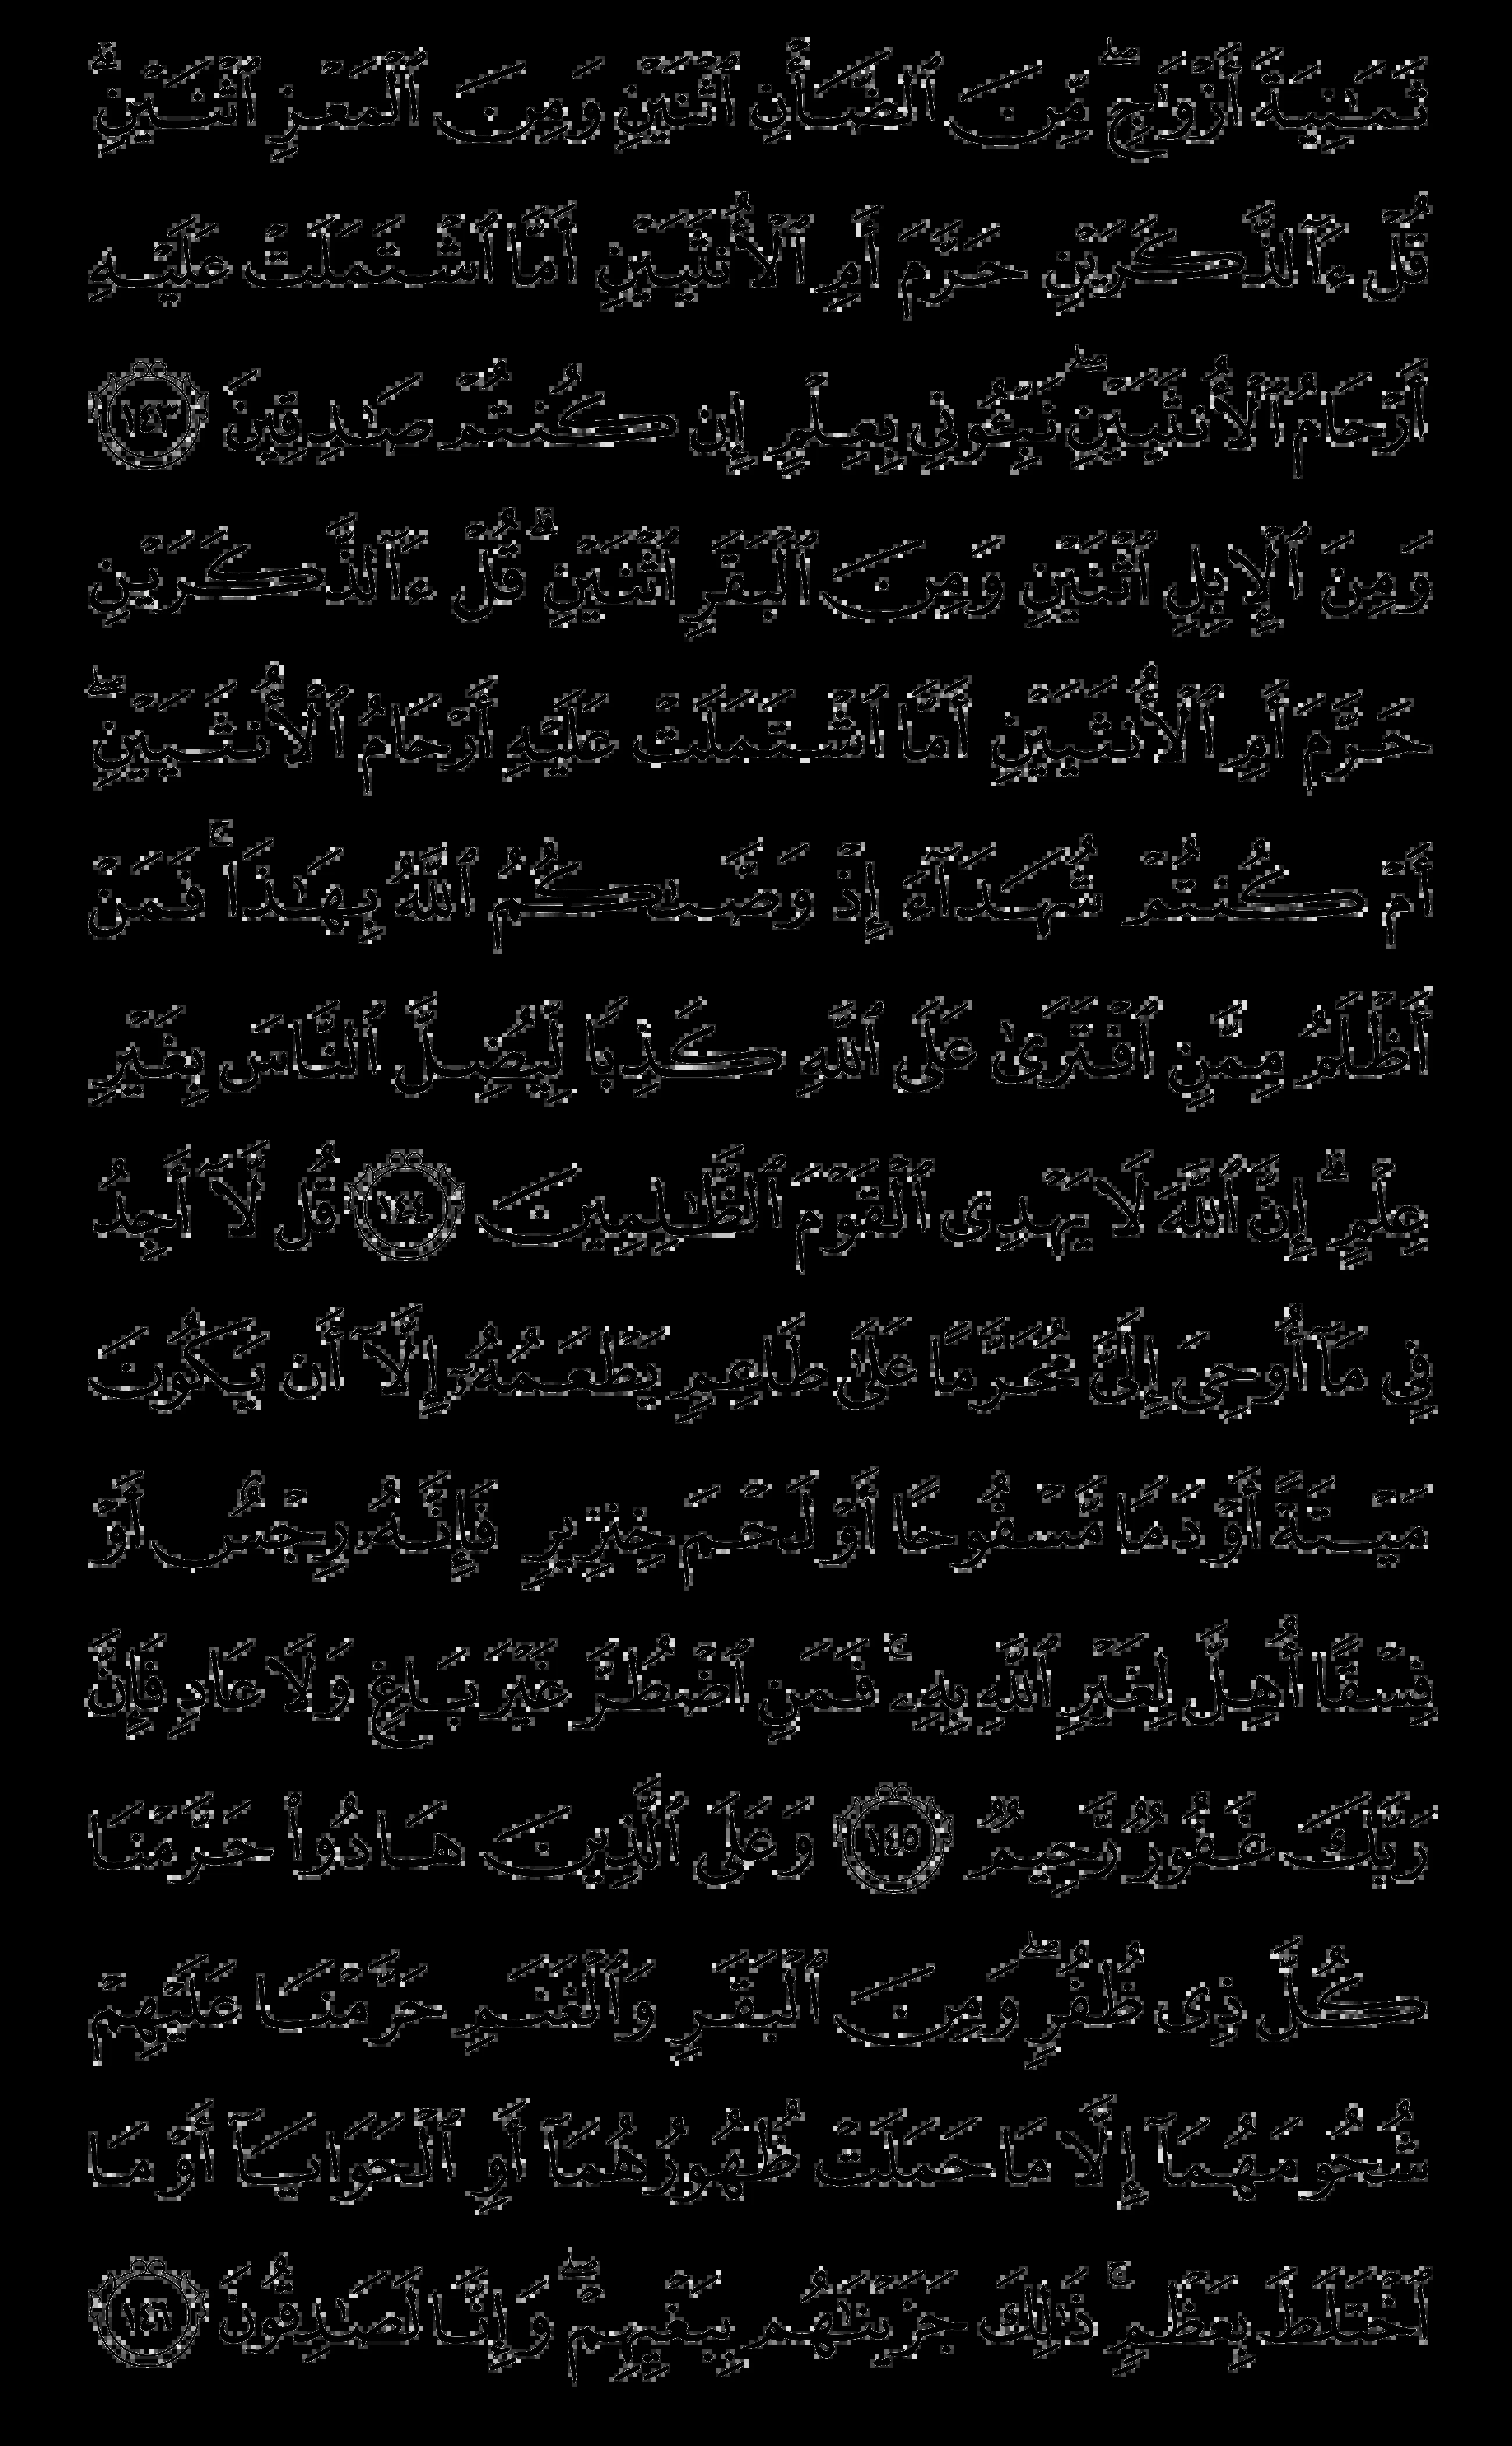 ثَمَٰنِيَةَ أَزۡوَٰجٖۖ مِّنَ ٱلضَّأۡنِ ٱثۡنَيۡنِ وَمِنَ ٱلۡمَعۡزِ ٱثۡنَيۡنِۗ
قُلۡ ءَآلذَّكَرَيۡنِ حَرَّمَ أَمِ ٱلۡأُنثَيَيۡنِ أَمَّا ٱشۡتَمَلَتۡ عَلَيۡهِ
أَرۡحَامُ ٱلۡأُنثَيَيۡنِۖ نَبِّـُٔونِي بِعِلۡمٍ إِن كُنتُمۡ صَٰدِقِينَ ١٤٣
وَمِنَ ٱلۡإِبِلِ ٱثۡنَيۡنِ وَمِنَ ٱلۡبَقَرِ ٱثۡنَيۡنِۗ قُلۡ ءَآلذَّكَرَيۡنِ
حَرَّمَ أَمِ ٱلۡأُنثَيَيۡنِ أَمَّا ٱشۡتَمَلَتۡ عَلَيۡهِ أَرۡحَامُ ٱلۡأُنثَيَيۡنِۖ
أَمۡ كُنتُمۡ شُهَدَآءَ إِذۡ وَصَّىٰكُمُ ٱللَّهُ بِهَٰذَاۚ فَمَنۡ
أَظۡلَمُ مِمَّنِ ٱفۡتَرَىٰ عَلَى ٱللَّهِ كَذِبٗا لِّيُضِلَّ ٱلنَّاسَ بِغَيۡرِ
عِلۡمٍۚ إِنَّ ٱللَّهَ لَا يَهۡدِي ٱلۡقَوۡمَ ٱلظَّٰلِمِينَ ١٤٤ قُل لَّآ أَجِدُ
فِي مَآ أُوحِيَ إِلَيَّ مُحَرَّمًا عَلَىٰ طَاعِمٖ يَطۡعَمُهُۥٓ إِلَّآ أَن يَكُونَ
مَيۡتَةً أَوۡ دَمٗا مَّسۡفُوحًا أَوۡ لَحۡمَ خِنزِيرٖ فَإِنَّهُۥ رِجۡسٌ أَوۡ
فِسۡقًا أُهِلَّ لِغَيۡرِ ٱللَّهِ بِهِۦۚ فَمَنِ ٱضۡطُرَّ غَيۡرَ بَاغٖ وَلَا عَادٖ فَإِنَّ
رَبَّكَ غَفُورٞ رَّحِيمٞ ١٤٥ وَعَلَى ٱلَّذِينَ هَادُواْ حَرَّمۡنَا
كُلَّ ذِي ظُفُرٖۖ وَمِنَ ٱلۡبَقَرِ وَٱلۡغَنَمِ حَرَّمۡنَا عَلَيۡهِمۡ
شُحُومَهُمَآ إِلَّا مَا حَمَلَتۡ ظُهُورُهُمَآ أَوِ ٱلۡحَوَايَآ أَوۡ مَا
ٱخۡتَلَطَ بِعَظۡمٖۚ ذَٰلِكَ جَزَيۡنَٰهُم بِبَغۡيِهِمۡۖ وَإِنَّا لَصَٰدِقُونَ ١٤٦